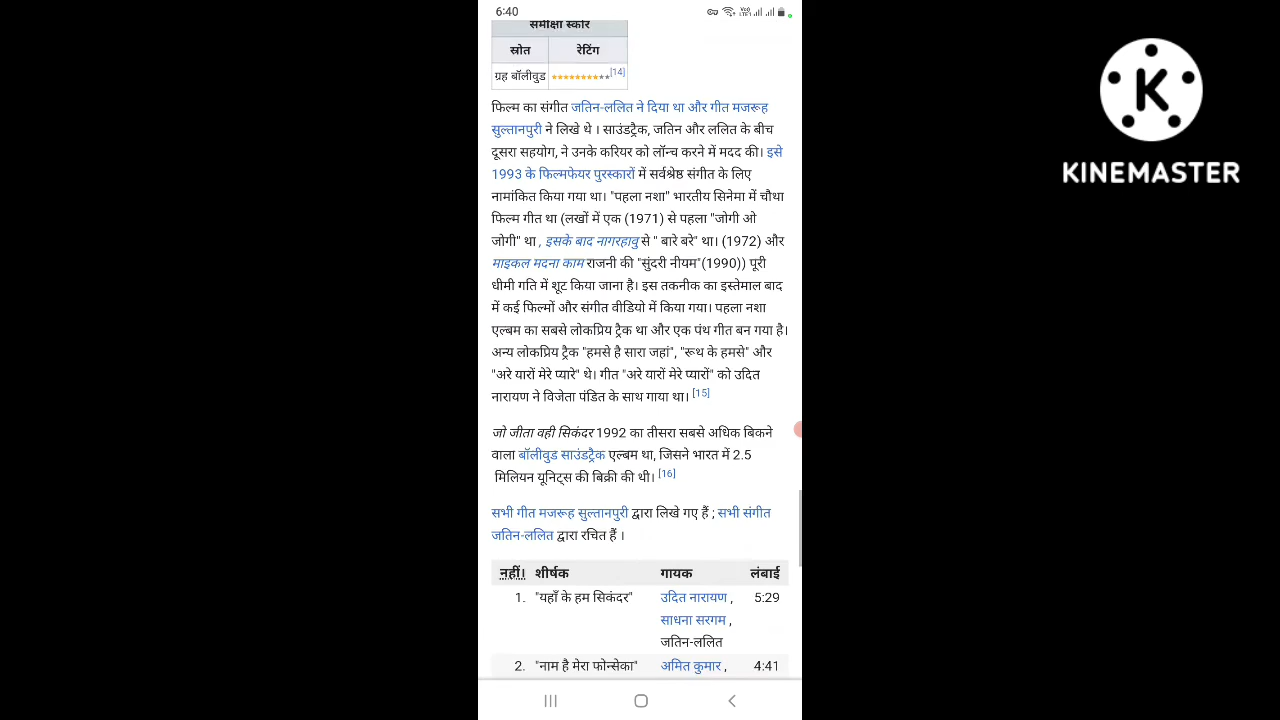 6:40
समीक्षा स्कोर
स्रोत रेटिंग
ग्रह बॉलीवुड ★★★★★★★★★★[14]
फिल्म का संगीत जतिन-ललित ने दिया था और गीत मजरूह
सुल्तानपुरी ने लिखे थे । साउंडट्रैक, जतिन और ललित के बीच
दूसरा सहयोग, ने उनके करियर को लॉन्च करने में मदद की। इसे
1993 के फिल्मफेयर पुरस्कारों में सर्वश्रेष्ठ संगीत के लिए
नामांकित किया गया था। "पहला नशा" भारतीय सिनेमा में चौथा
फिल्म गीत था (लखों में एक (1971) से पहला "जोगी ओ
जोगी" था , इसके बाद नागरहावु से " बारे बरे" था। (1972) और
माइकल मदना काम राजनी की "सुंदरी नीयम"(1990)) पूरी
धीमी गति में शूट किया जाना है। इस तकनीक का इस्तेमाल बाद
में कई फिल्मों और संगीत वीडियो में किया गया। पहला नशा
एल्बम का सबसे लोकप्रिय ट्रैक था और एक पंथ गीत बन गया है।
अन्य लोकप्रिय ट्रैक "हमसे है सारा जहां", "रूथ के हमसे" और
"अरे यारों मेरे प्यारे" थे। गीत "अरे यारों मेरे प्यारों" को उदित
नारायण ने विजेता पंडित के साथ गाया था। [15]
जो जीता वही सिकंदर 1992 का तीसरा सबसे अधिक बिकने
वाला बॉलीवुड साउंडट्रैक एल्बम था, जिसने भारत में 2.5
मिलियन यूनिट्स की बिक्री की थी। [16]
सभी गीत मजरूह सुल्तानपुरी द्वारा लिखे गए हैं ; सभी संगीत
जतिन-ललित द्वारा रचित हैं ।
नहीं। शीर्षक गायक लंबाई
1. "यहाँ के हम सिकंदर" उदित नारायण , 5:29
साधना सरगम ,
जतिन-ललित
2. "नाम है मेरा फोन्सेका" अमित कुमार , 4:41
K
KINEMASTER